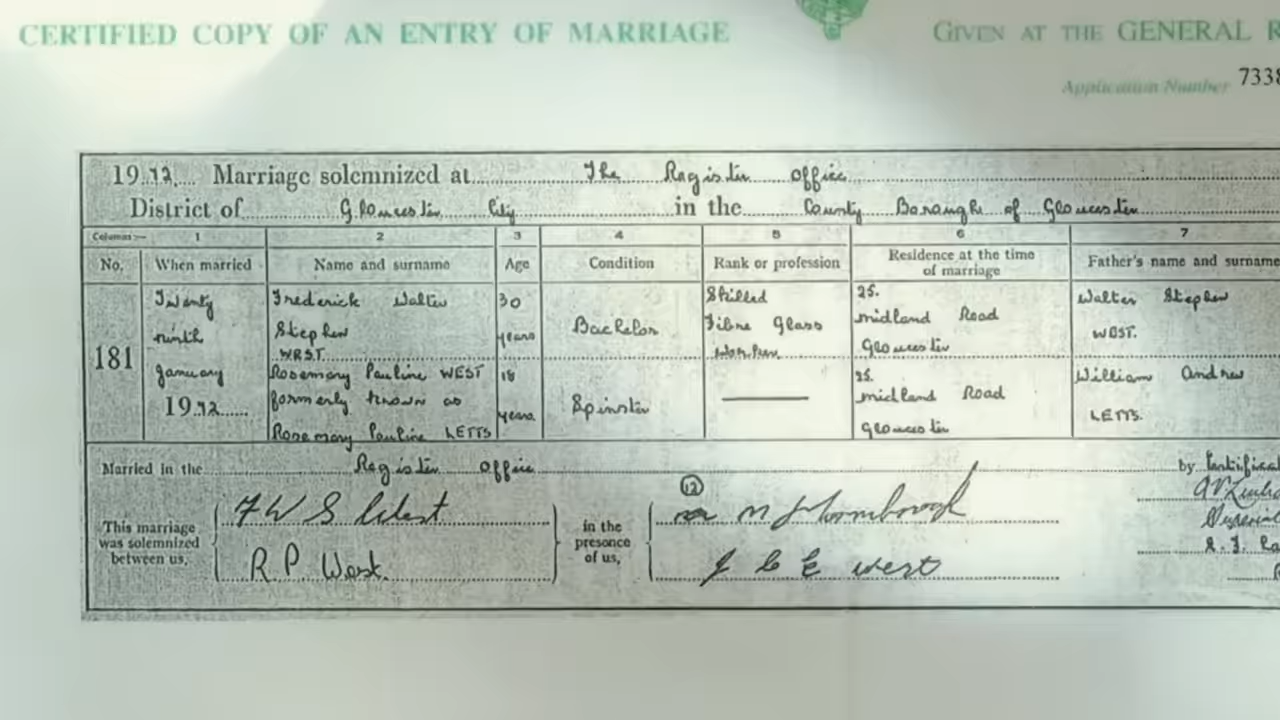 CERTIFIED COPY OF AN ENTRY OF MARRIAGE
GIVEN AT THE GENERAL R
Application Number 7338
1972 Marriage solemnized at The Register office
District of Gloucester City in the County Borough of Gloucester
Columns:— 1 2 3 4 5 6 7
No. When married Name and surname Age Condition Rank or profession Residence at the time of marriage Father's name and surname
181
Twenty
ninth
January
1972
Frederick Walter
Stephen
WEST
30
years
Bachelor
Skilled
Fibre Glass
worker
25.
midland Road
Gloucester
Walter Stephen
WEST.
Rosemary Pauline WEST
formerly known as
Rosemary Pauline LETTS
18
years
Spinster
25.
midland Road
Gloucester
William Andrew
LETTS.
Married in the Register office by
This marriage
was solemnized
between us,
F W S West
R. P. West.
in the
presence
of us,
12
J C E West